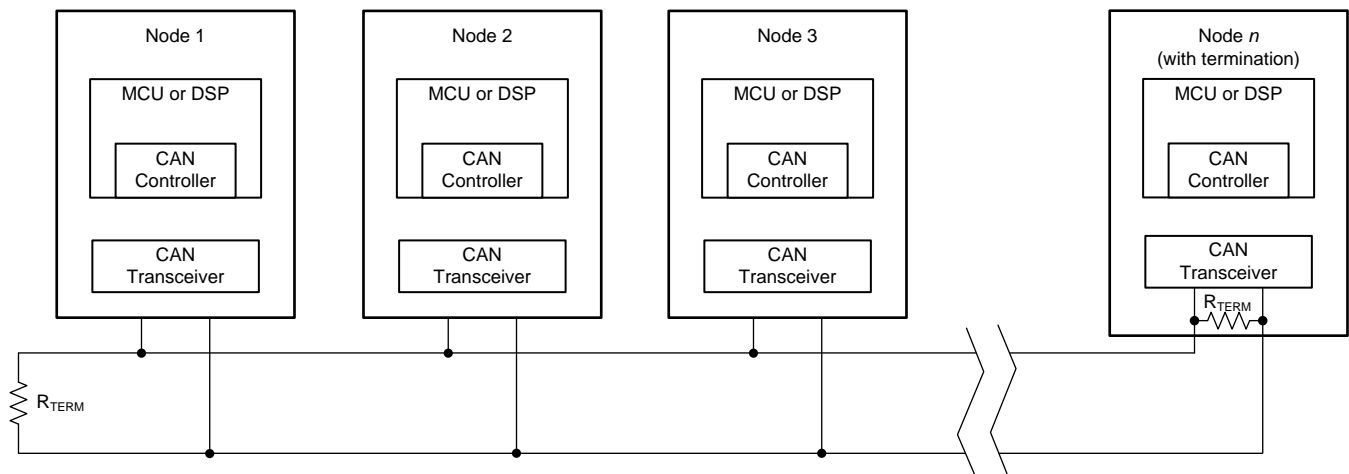 Node 1
MCU or DSP
CAN
Controller
CAN
Transceiver
Node 2
MCU or DSP
CAN
Controller
CAN
Transceiver
Node 3
MCU or DSP
CAN
Controller
CAN
Transceiver
Node n
(with termination)
MCU or DSP
CAN
Controller
CAN
Transceiver
RTERM
RTERM